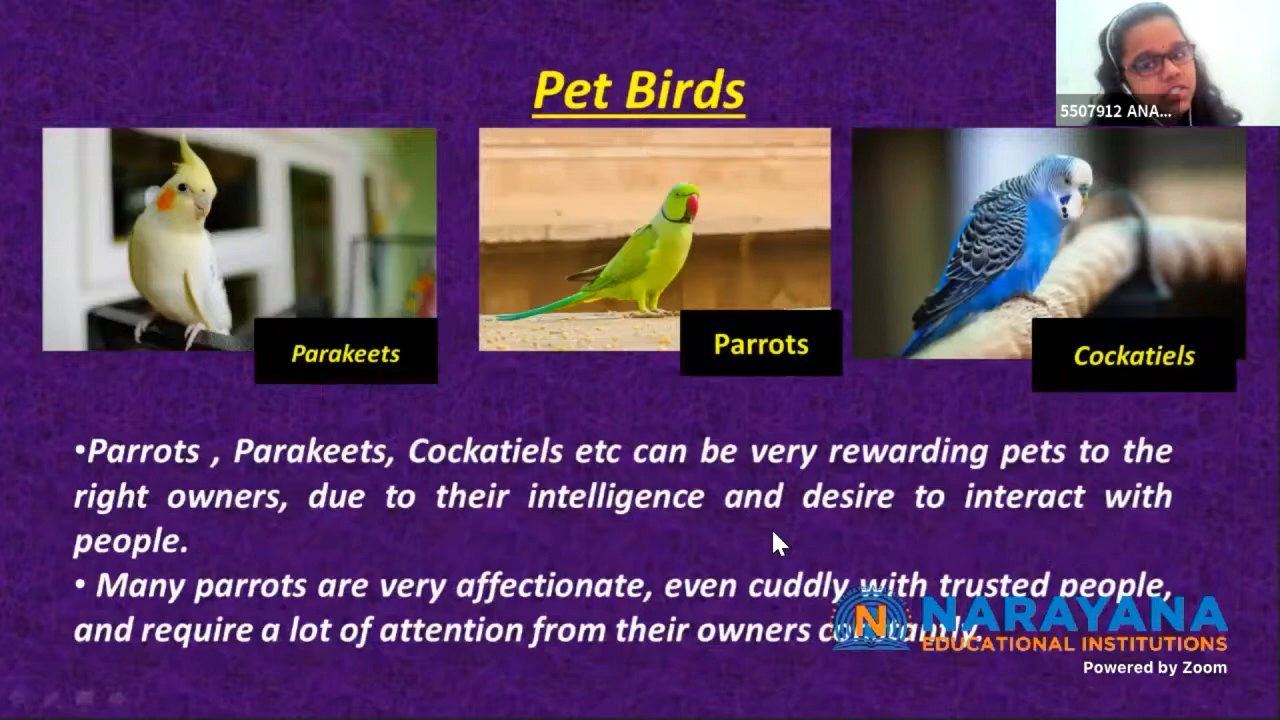 Pet Birds
5507912 ANA...
Parakeets
Parrots
Cockatiels
•Parrots , Parakeets, Cockatiels etc can be very rewarding pets to the
right owners, due to their intelligence and desire to interact with
people.
• Many parrots are very affectionate, even cuddly with trusted people,
and require a lot of attention from their owners constantly.
N NARAYANA
EDUCATIONAL INSTITUTIONS
Powered by Zoom